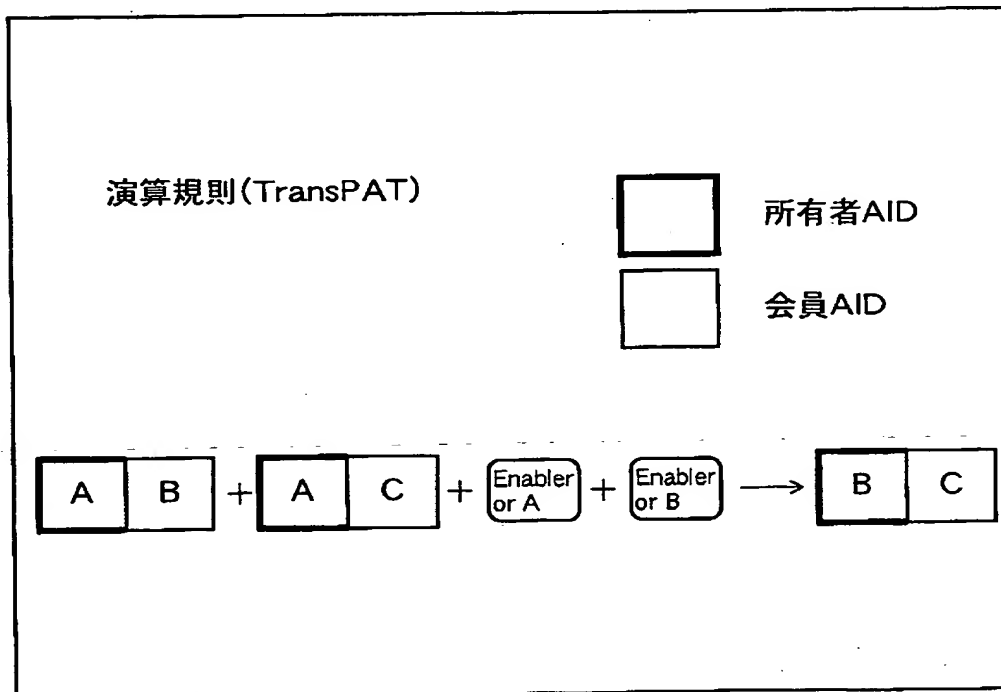 演算規則(TransPAT)
所有者AID
会員AID
A B + A C + Enabler or A + Enabler or B → B C